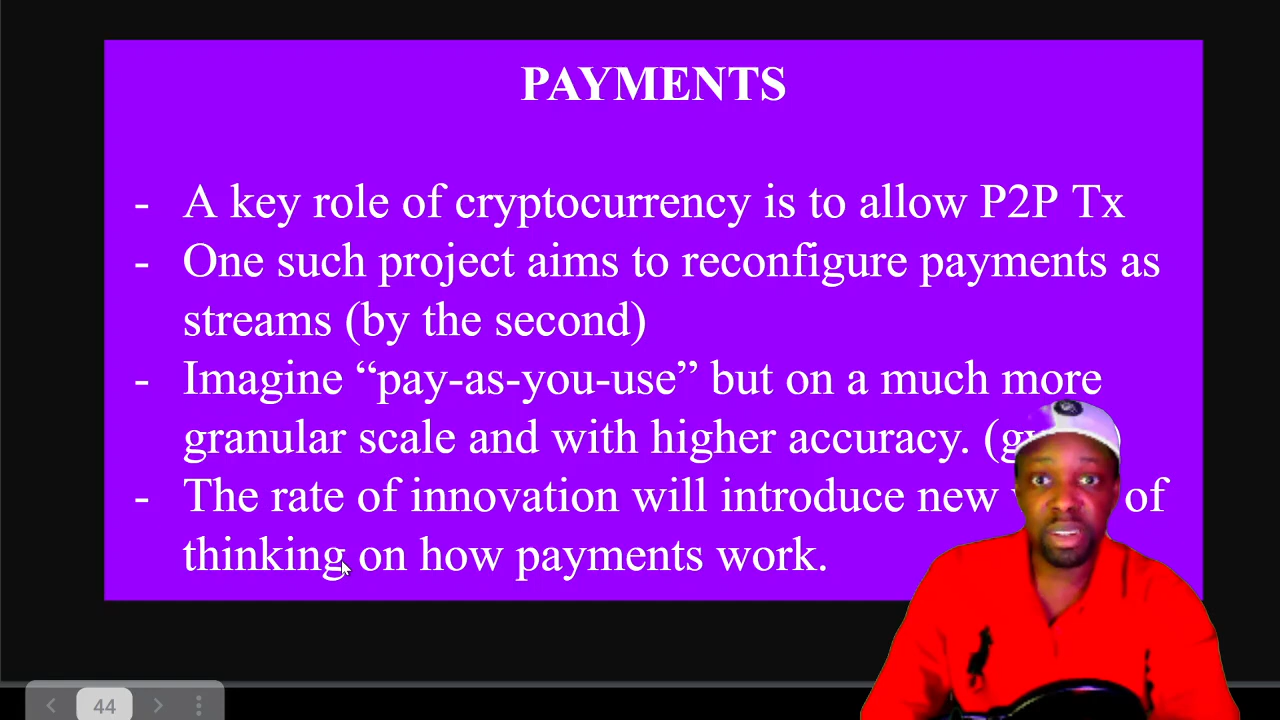 PAYMENTS
- A key role of cryptocurrency is to allow P2P Tx
- One such project aims to reconfigure payments as
streams (by the second)
- Imagine “pay-as-you-use” but on a much more
granular scale and with higher accuracy.
- The rate of innovation will introduce new of
thinking on how payments work.
44